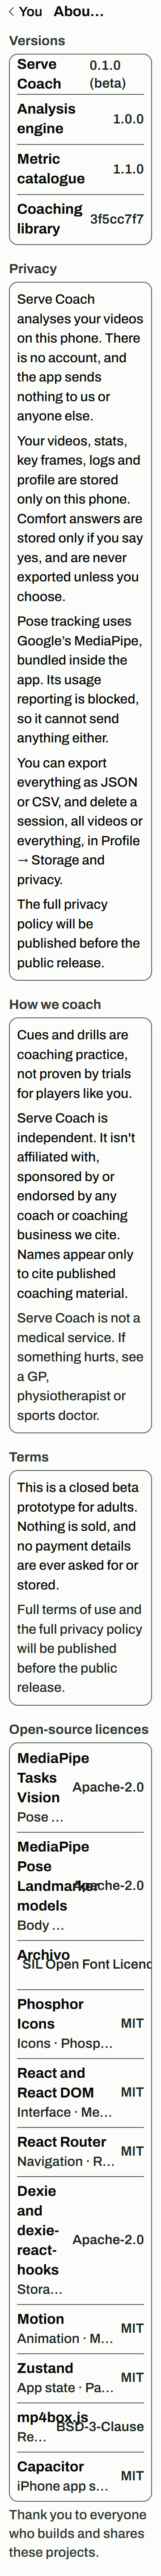 You Abou...
Versions
Serve Coach 0.1.0 (beta)
Analysis engine 1.0.0
Metric catalogue 1.1.0
Coaching library 3f5cc7f7
Privacy
Serve Coach
analyses your videos
on this phone. There
is no account, and
the app sends
nothing to us or
anyone else.
Your videos, stats,
key frames, logs and
profile are stored
only on this phone.
Comfort answers are
stored only if you say
yes, and are never
exported unless you
choose.
Pose tracking uses
Google's MediaPipe,
bundled inside the
app. Its usage
reporting is blocked,
so it cannot send
anything either.
You can export
everything as JSON
or CSV, and delete a
session, all videos or
everything, in Profile
→ Storage and
privacy.
The full privacy
policy will be
published before the
public release.
How we coach
Cues and drills are
coaching practice,
not proven by trials
for players like you.
Serve Coach is
independent. It isn't
affiliated with,
sponsored by or
endorsed by any
coach or coaching
business we cite.
Names appear only
to cite published
coaching material.
Serve Coach is not a
medical service. If
something hurts, see
a GP,
physiotherapist or
sports doctor.
Terms
This is a closed beta
prototype for adults.
Nothing is sold, and
no payment details
are ever asked for or
stored.
Full terms of use and
the full privacy policy
will be published
before the public
release.
Open-source licences
MediaPipe
Tasks
Vision Apache-2.0
Pose ...
MediaPipe
Pose
Landmarker Apache-2.0
models
Body ...
Archivo
SIL Open Font Licenc
Phosphor
Icons MIT
Icons · Phosp...
React and
React DOM MIT
Interface · Me...
React Router MIT
Navigation · R...
Dexie
and
dexie-
react- Apache-2.0
hooks
Stora...
Motion MIT
Animation · M...
Zustand MIT
App state · Pa...
mp4box.js
BSD-3-Clause
Re...
Capacitor MIT
iPhone app s...
Thank you to everyone
who builds and shares
these projects.